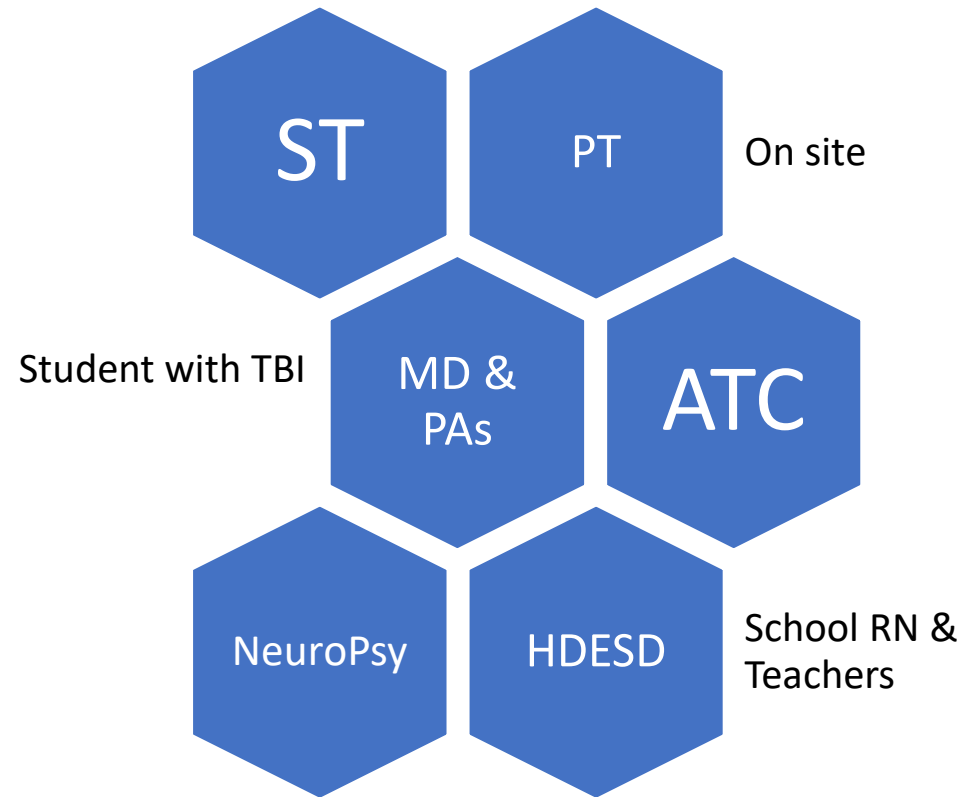 ST
PT
On site
Student with TBI
MD &
PAs
ATC
NeuroPsy
HDESD
School RN &
Teachers